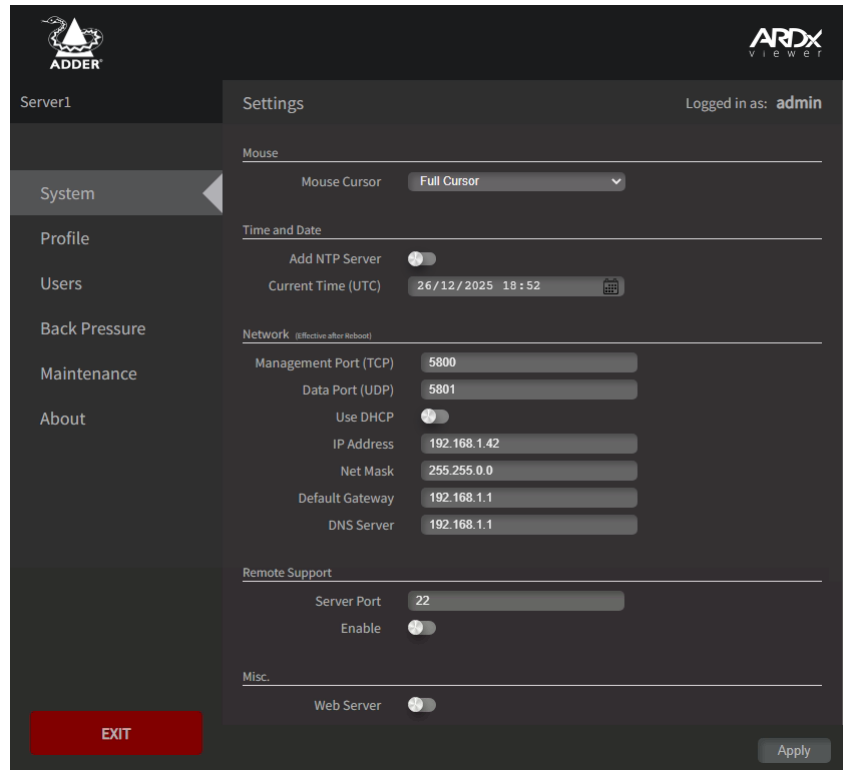 ADDER®
ARDx
viewer
Server1
Settings
Logged in as: admin
System
Profile
Users
Back Pressure
Maintenance
About
EXIT
Mouse
Mouse Cursor Full Cursor
Time and Date
Add NTP Server
Current Time (UTC) 26/12/2025 18:52
Network (Effective after Reboot)
Management Port (TCP) 5800
Data Port (UDP) 5801
Use DHCP
IP Address 192.168.1.42
Net Mask 255.255.0.0
Default Gateway 192.168.1.1
DNS Server 192.168.1.1
Remote Support
Server Port 22
Enable
Misc.
Web Server
Apply